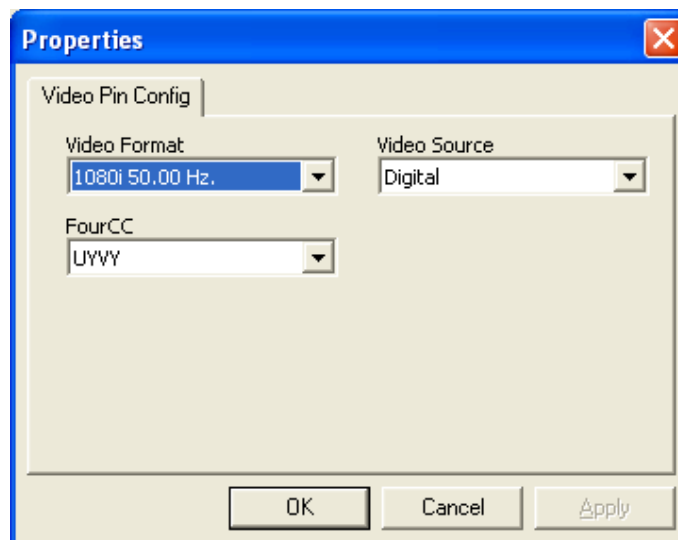 Properties
Video Pin Config
Video Format
Video Source
1080i 50.00 Hz.
Digital
FourCC
UYVY
OK
Cancel
Apply